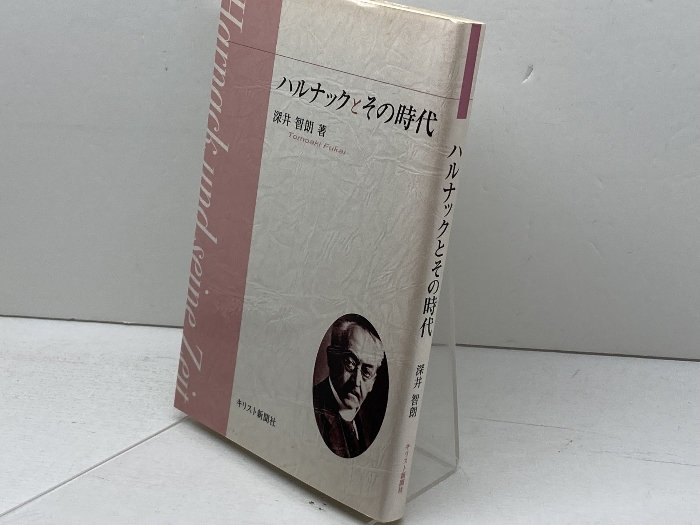 Harnack und seine Zeit
ハルナックとその時代
深井 智朗 著
Tomoaki Fukai
キリスト新聞社
ハルナックとその時代
深井 智朗
キリスト新聞社